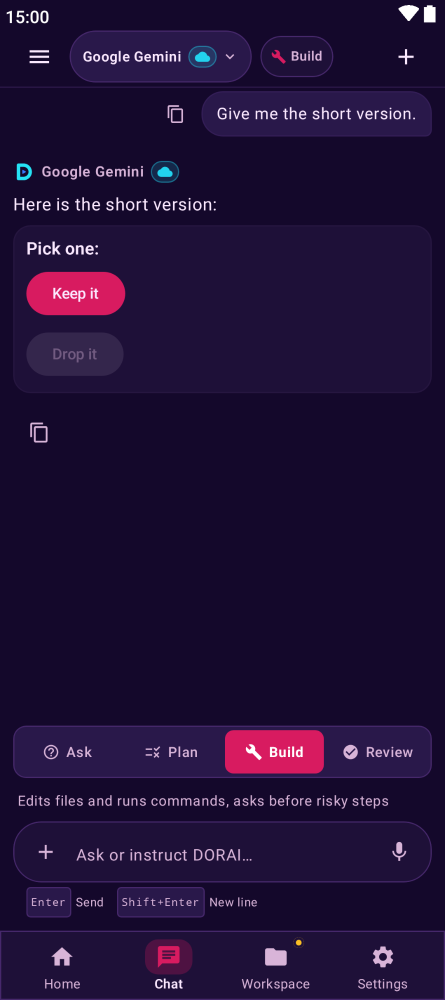 15:00
Google Gemini
Build
Give me the short version.
Google Gemini
Here is the short version:
Pick one:
Keep it
Drop it
Ask
Plan
Build
Review
Edits files and runs commands, asks before risky steps
Ask or instruct DORAI…
Enter Send Shift+Enter New line
Home
Chat
Workspace
Settings